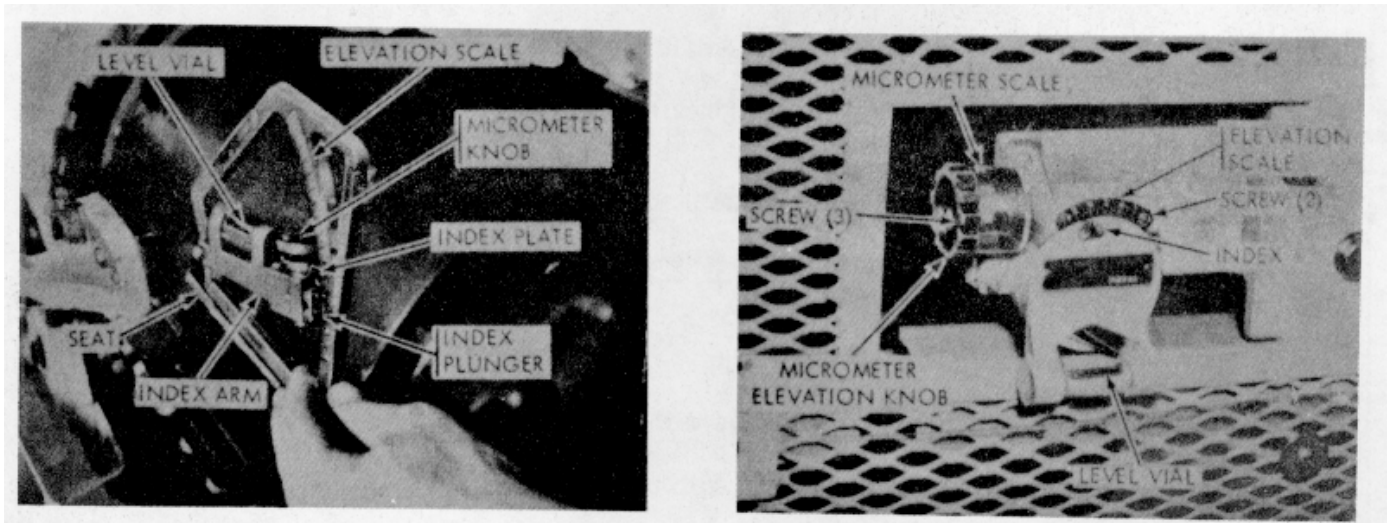 LEVEL VIAL
ELEVATION SCALE
MICROMETER
KNOB
INDEX PLATE
SEAT
INDEX
PLUNGER
INDEX ARM
MICROMETER SCALE
ELEVATION
SCALE
SCREW (3)
SCREW (2)
INDEX
MICROMETER
ELEVATION KNOB
LEVEL VIAL